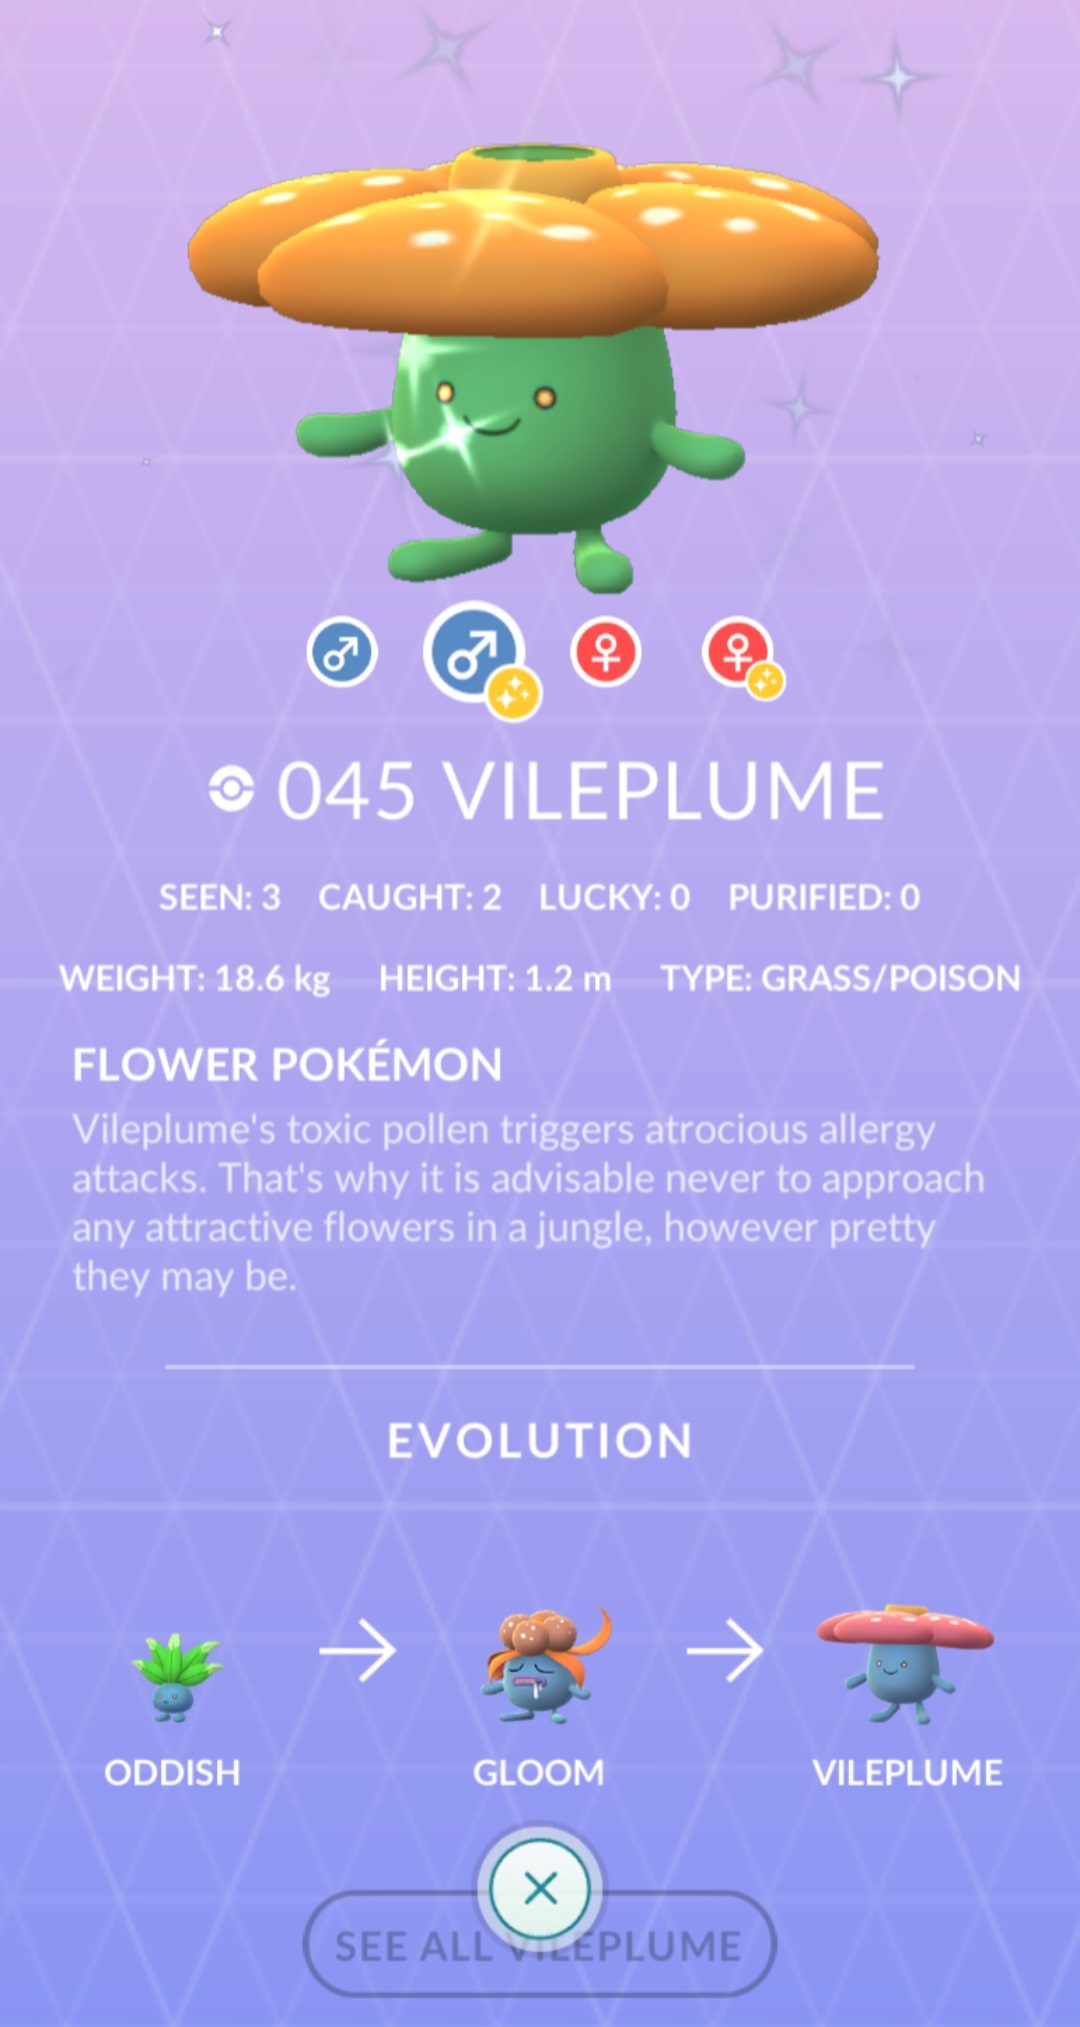 045 VILEPLUME
SEEN: 3 CAUGHT: 2 LUCKY: 0 PURIFIED: 0
WEIGHT: 18.6 kg HEIGHT: 1.2 m TYPE: GRASS/POISON
FLOWER POKÉMON
Vileplume's toxic pollen triggers atrocious allergy
attacks. That's why it is advisable never to approach
any attractive flowers in a jungle, however pretty
they may be.
EVOLUTION
ODDISH GLOOM VILEPLUME
SEE ALL VILEPLUME